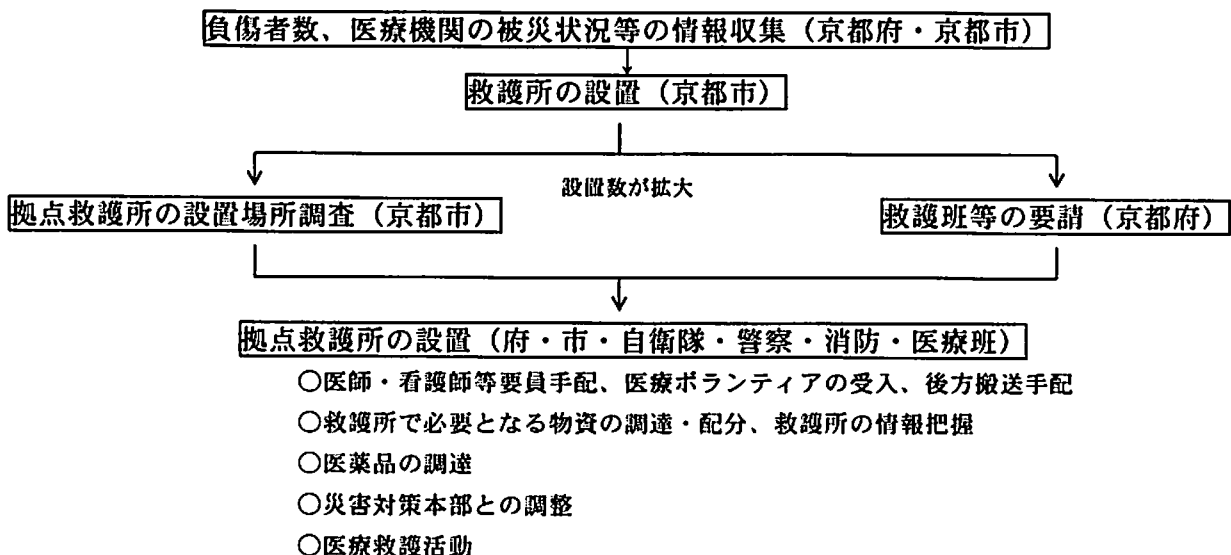 負傷者数、医療機関の被災状況等の情報収集（京都府・京都市）
救護所の設置（京都市）
設置数が拡大
拠点救護所の設置場所調査（京都市）
救護班等の要請（京都府）
拠点救護所の設置（府・市・自衛隊・警察・消防・医療班）
○医師・看護師等要員手配、医療ボランティアの受入、後方搬送手配
○救護所で必要となる物資の調達・配分、救護所の情報把握
○医薬品の調達
○災害対策本部との調整
○医療救護活動